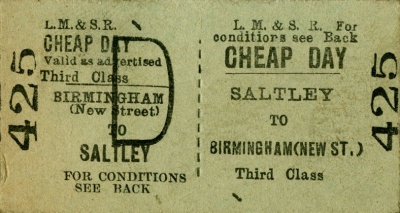 L.M.& S.R.
CHEAP DAY
Valid as advertised
Third Class
BIRMINGHAM
(New Street)
TO
SALTLEY
FOR CONDITIONS
SEE BACK
D
425
L. M. & S. R. For
conditions see Back
CHEAP DAY
SALTLEY
TO
BIRMINGHAM(NEW ST.)
Third Class
425